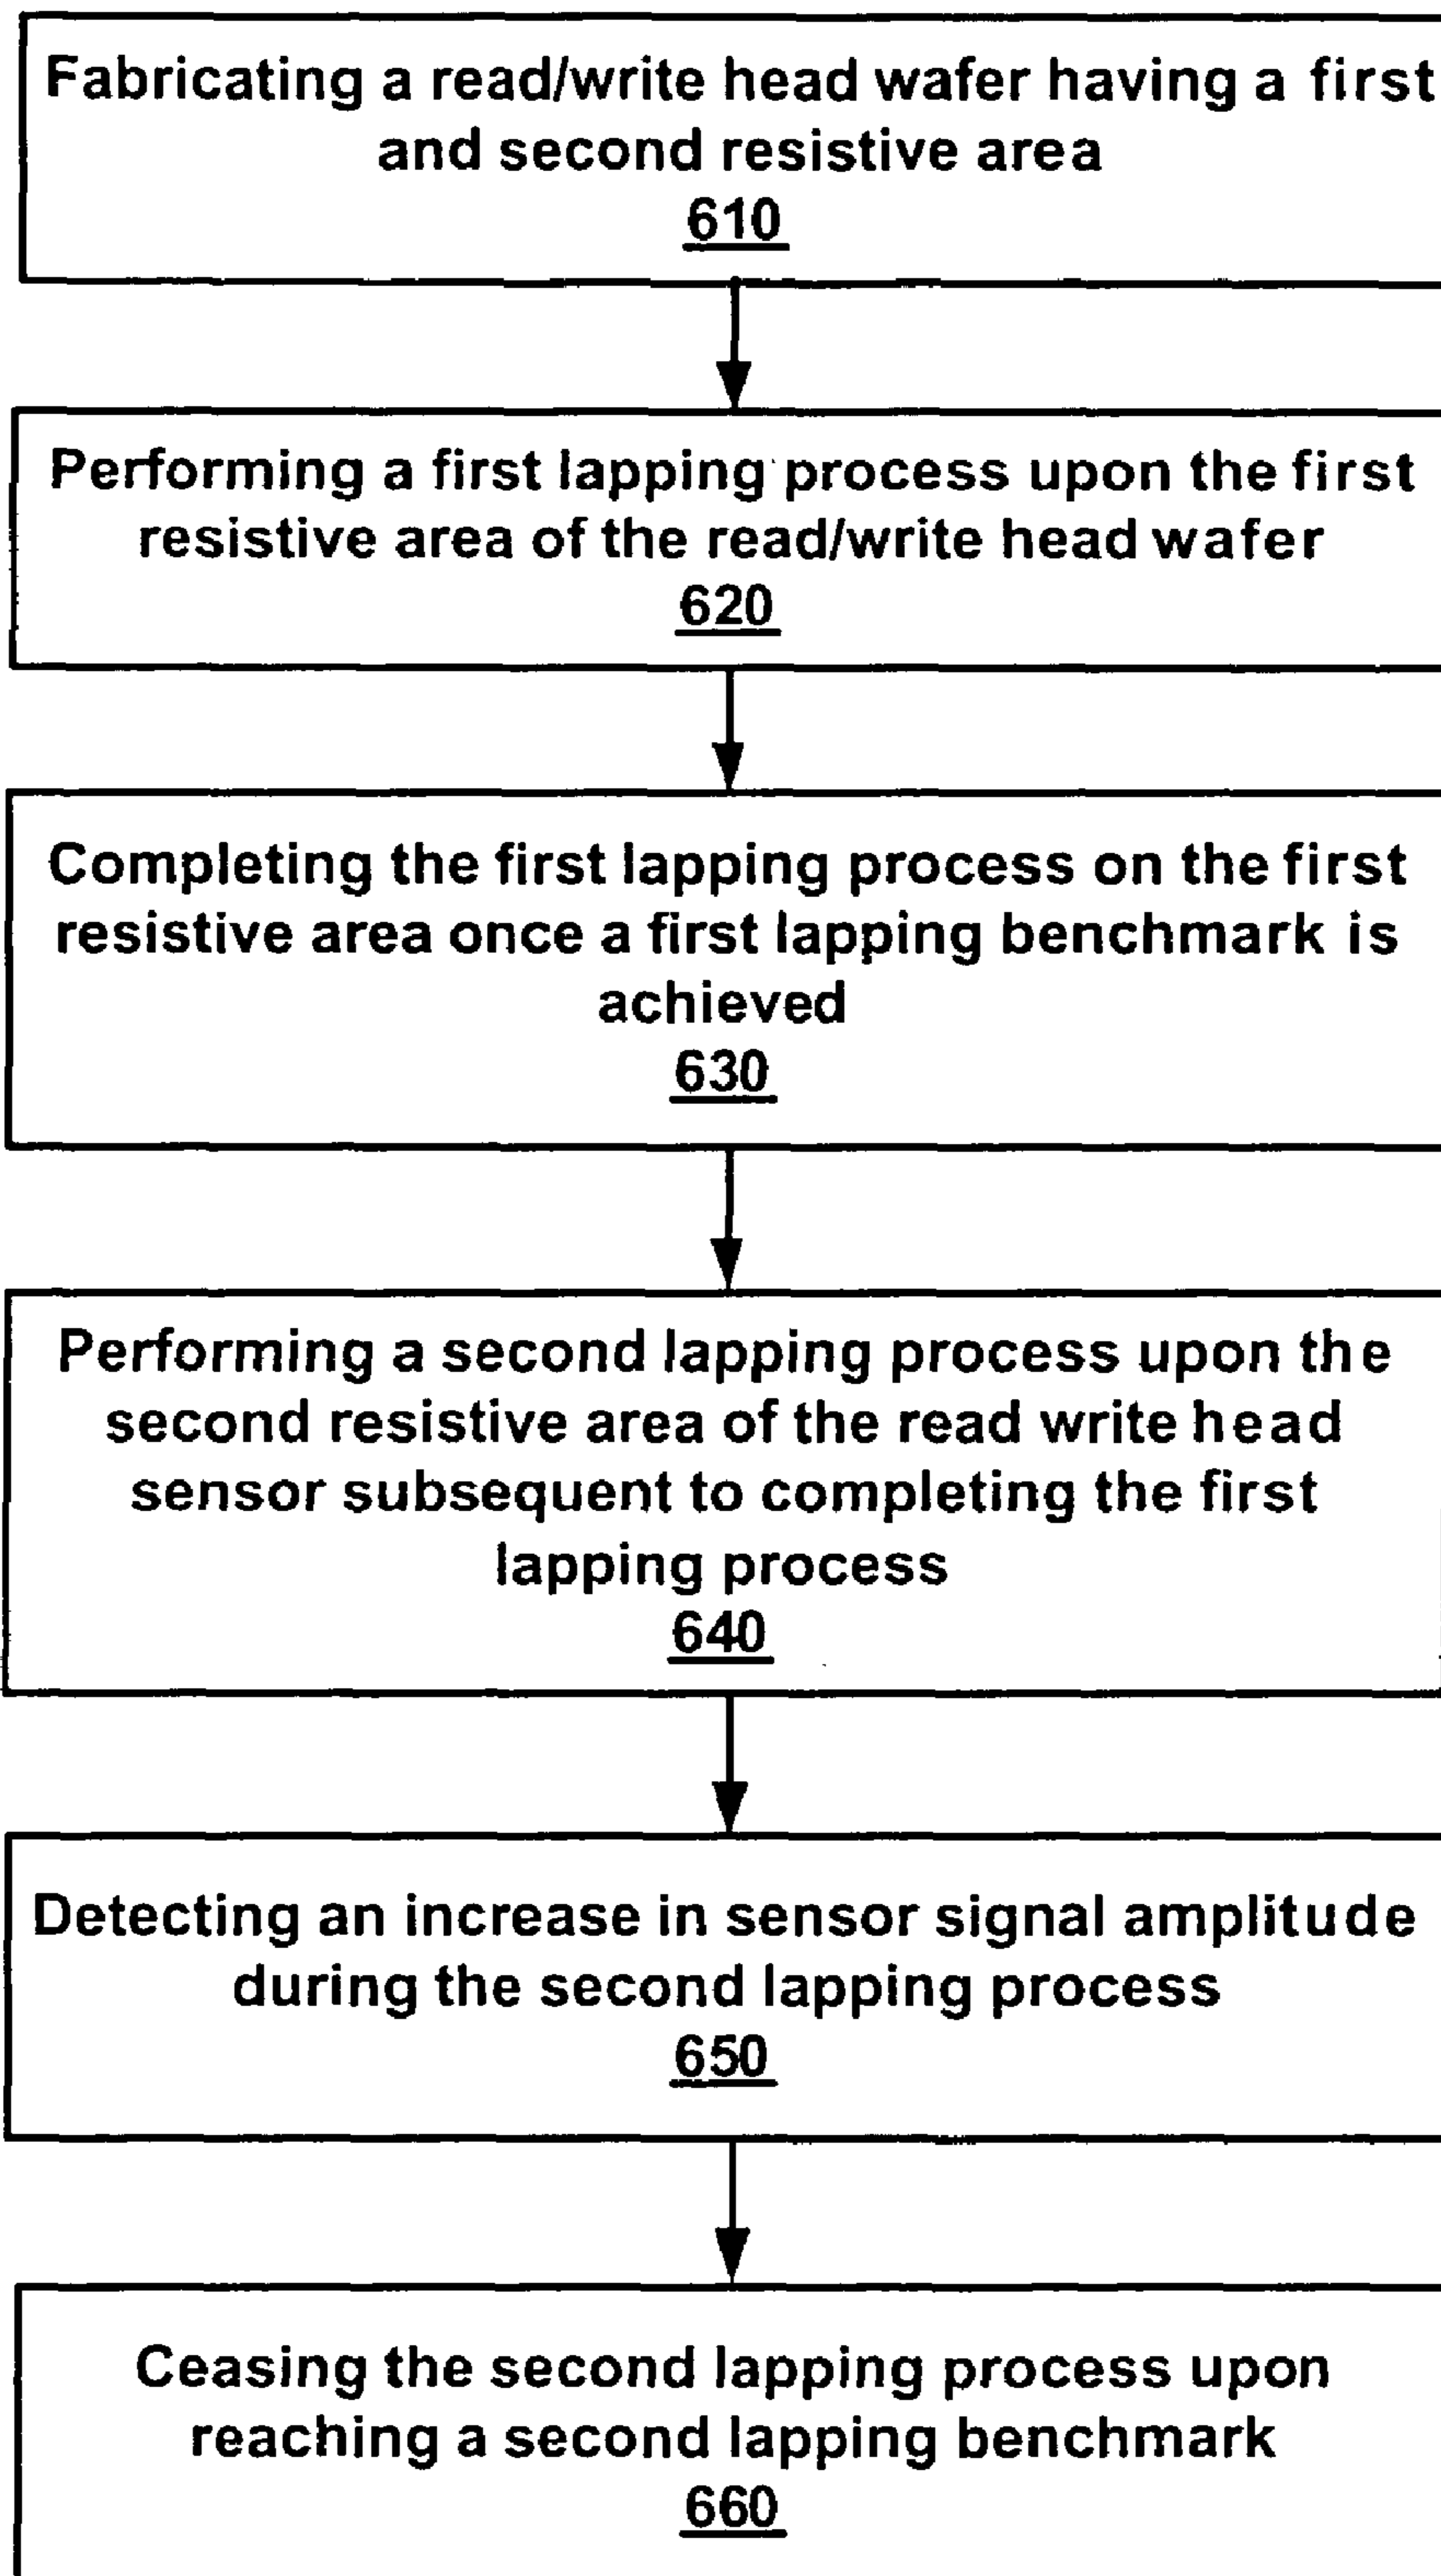 Fabricating a read/write head wafer having a first
and second resistive area
610
Performing a first lapping process upon the first
resistive area of the read/write head wafer
620
Completing the first lapping process on the first
resistive area once a first lapping benchmark is
achieved
630
Performing a second lapping process upon the
second resistive area of the read write head
sensor subsequent to completing the first
lapping process
640
Detecting an increase in sensor signal amplitude
during the second lapping process
650
Ceasing the second lapping process upon
reaching a second lapping benchmark
660